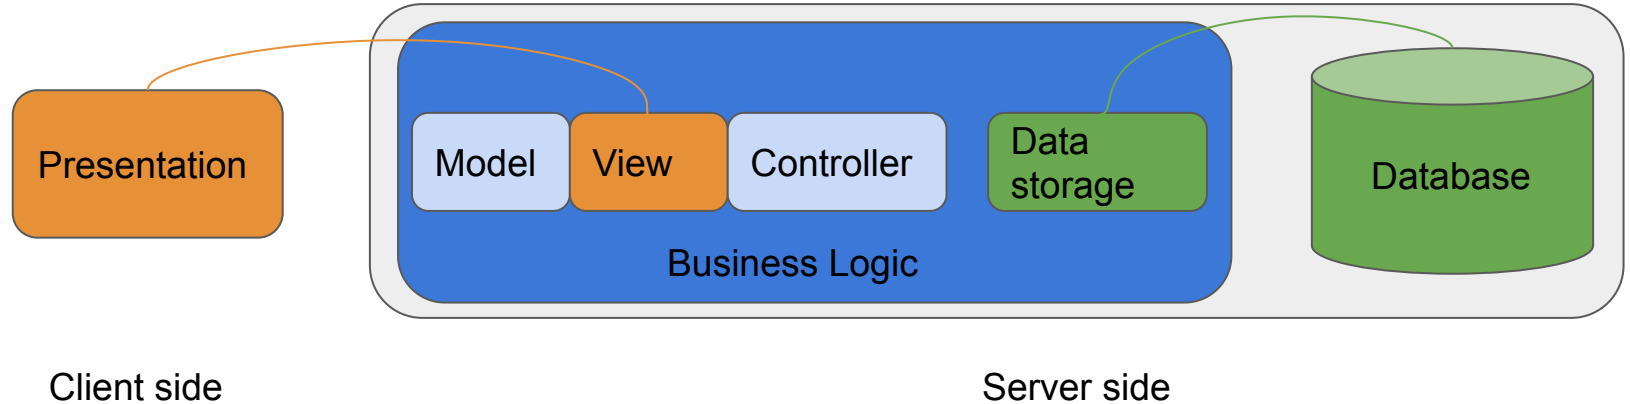 Presentation
Model
View
Controller
Data
storage
Database
Business Logic
Client side
Server side